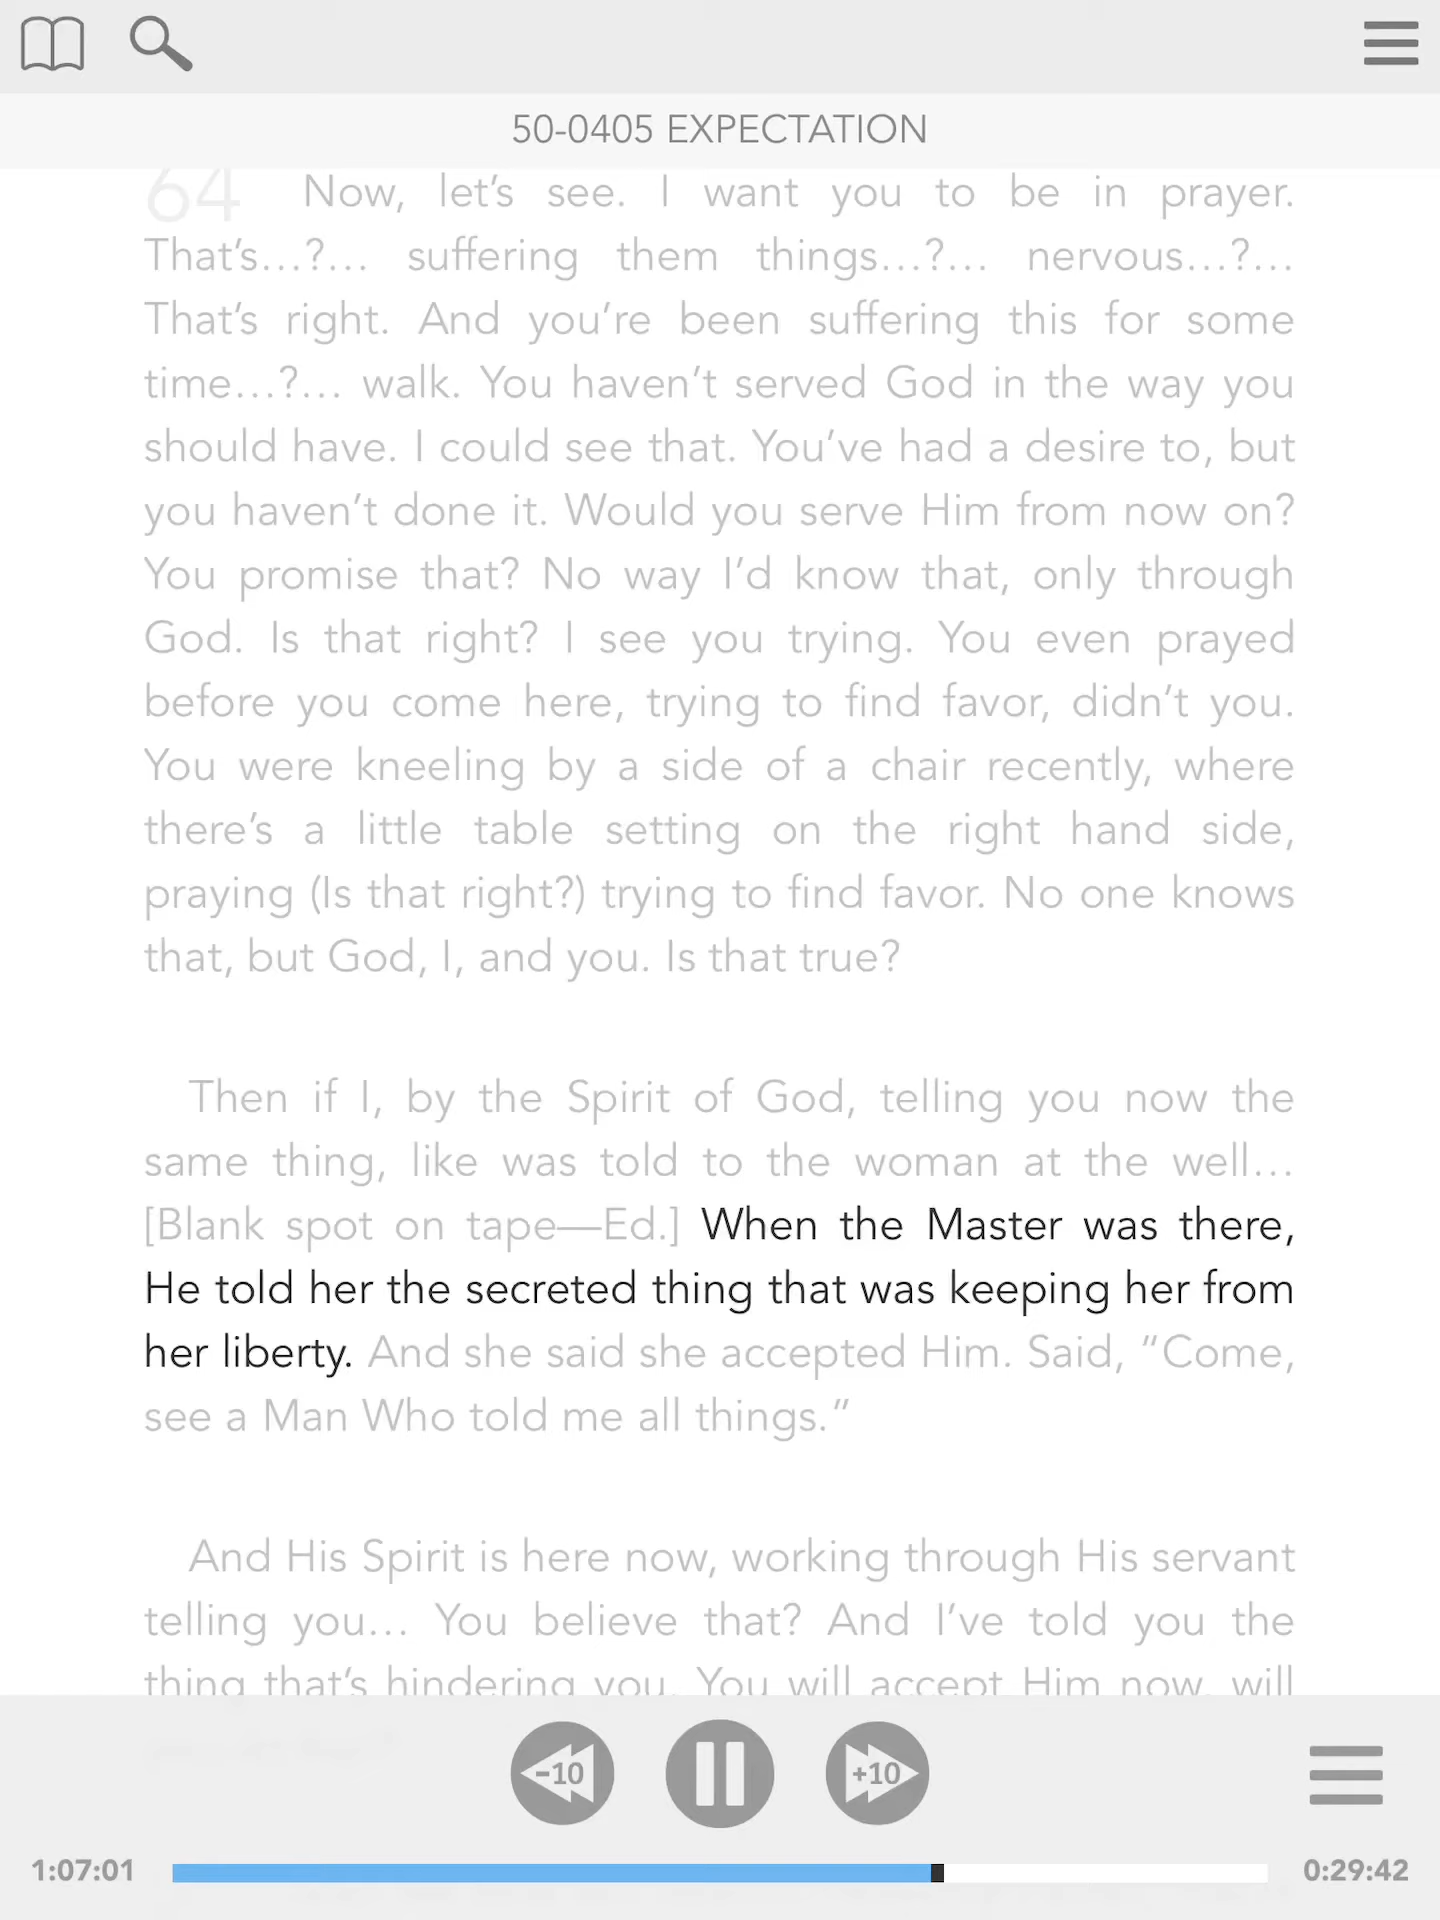 50-0405 EXPECTATION
64 Now, let’s see. I want you to be in prayer.
That’s…?… suffering them things…?… nervous…?…
That’s right. And you’re been suffering this for some
time…?… walk. You haven’t served God in the way you
should have. I could see that. You’ve had a desire to, but
you haven’t done it. Would you serve Him from now on?
You promise that? No way I’d know that, only through
God. Is that right? I see you trying. You even prayed
before you come here, trying to find favor, didn’t you.
You were kneeling by a side of a chair recently, where
there’s a little table setting on the right hand side,
praying (Is that right?) trying to find favor. No one knows
that, but God, I, and you. Is that true?
Then if I, by the Spirit of God, telling you now the
same thing, like was told to the woman at the well…
[Blank spot on tape—Ed.] When the Master was there,
He told her the secreted thing that was keeping her from
her liberty. And she said she accepted Him. Said, “Come,
see a Man Who told me all things.”
And His Spirit is here now, working through His servant
telling you… You believe that? And I’ve told you the
thing that’s hindering you. You will accept Him now, will
-10 +10
1:07:01 0:29:42